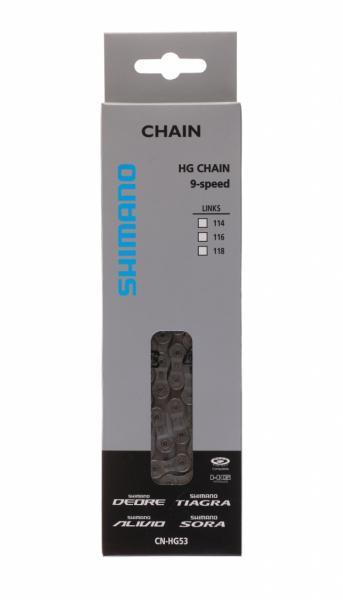 CHAIN
HG CHAIN
9-speed
SHIMANO
LINKS
114
116
118
HG
SHIMANO
DEORE
SHIMANO
TIAGRA
SHIMANO
ALIVIO
SHIMANO
SORA
CN-HG53